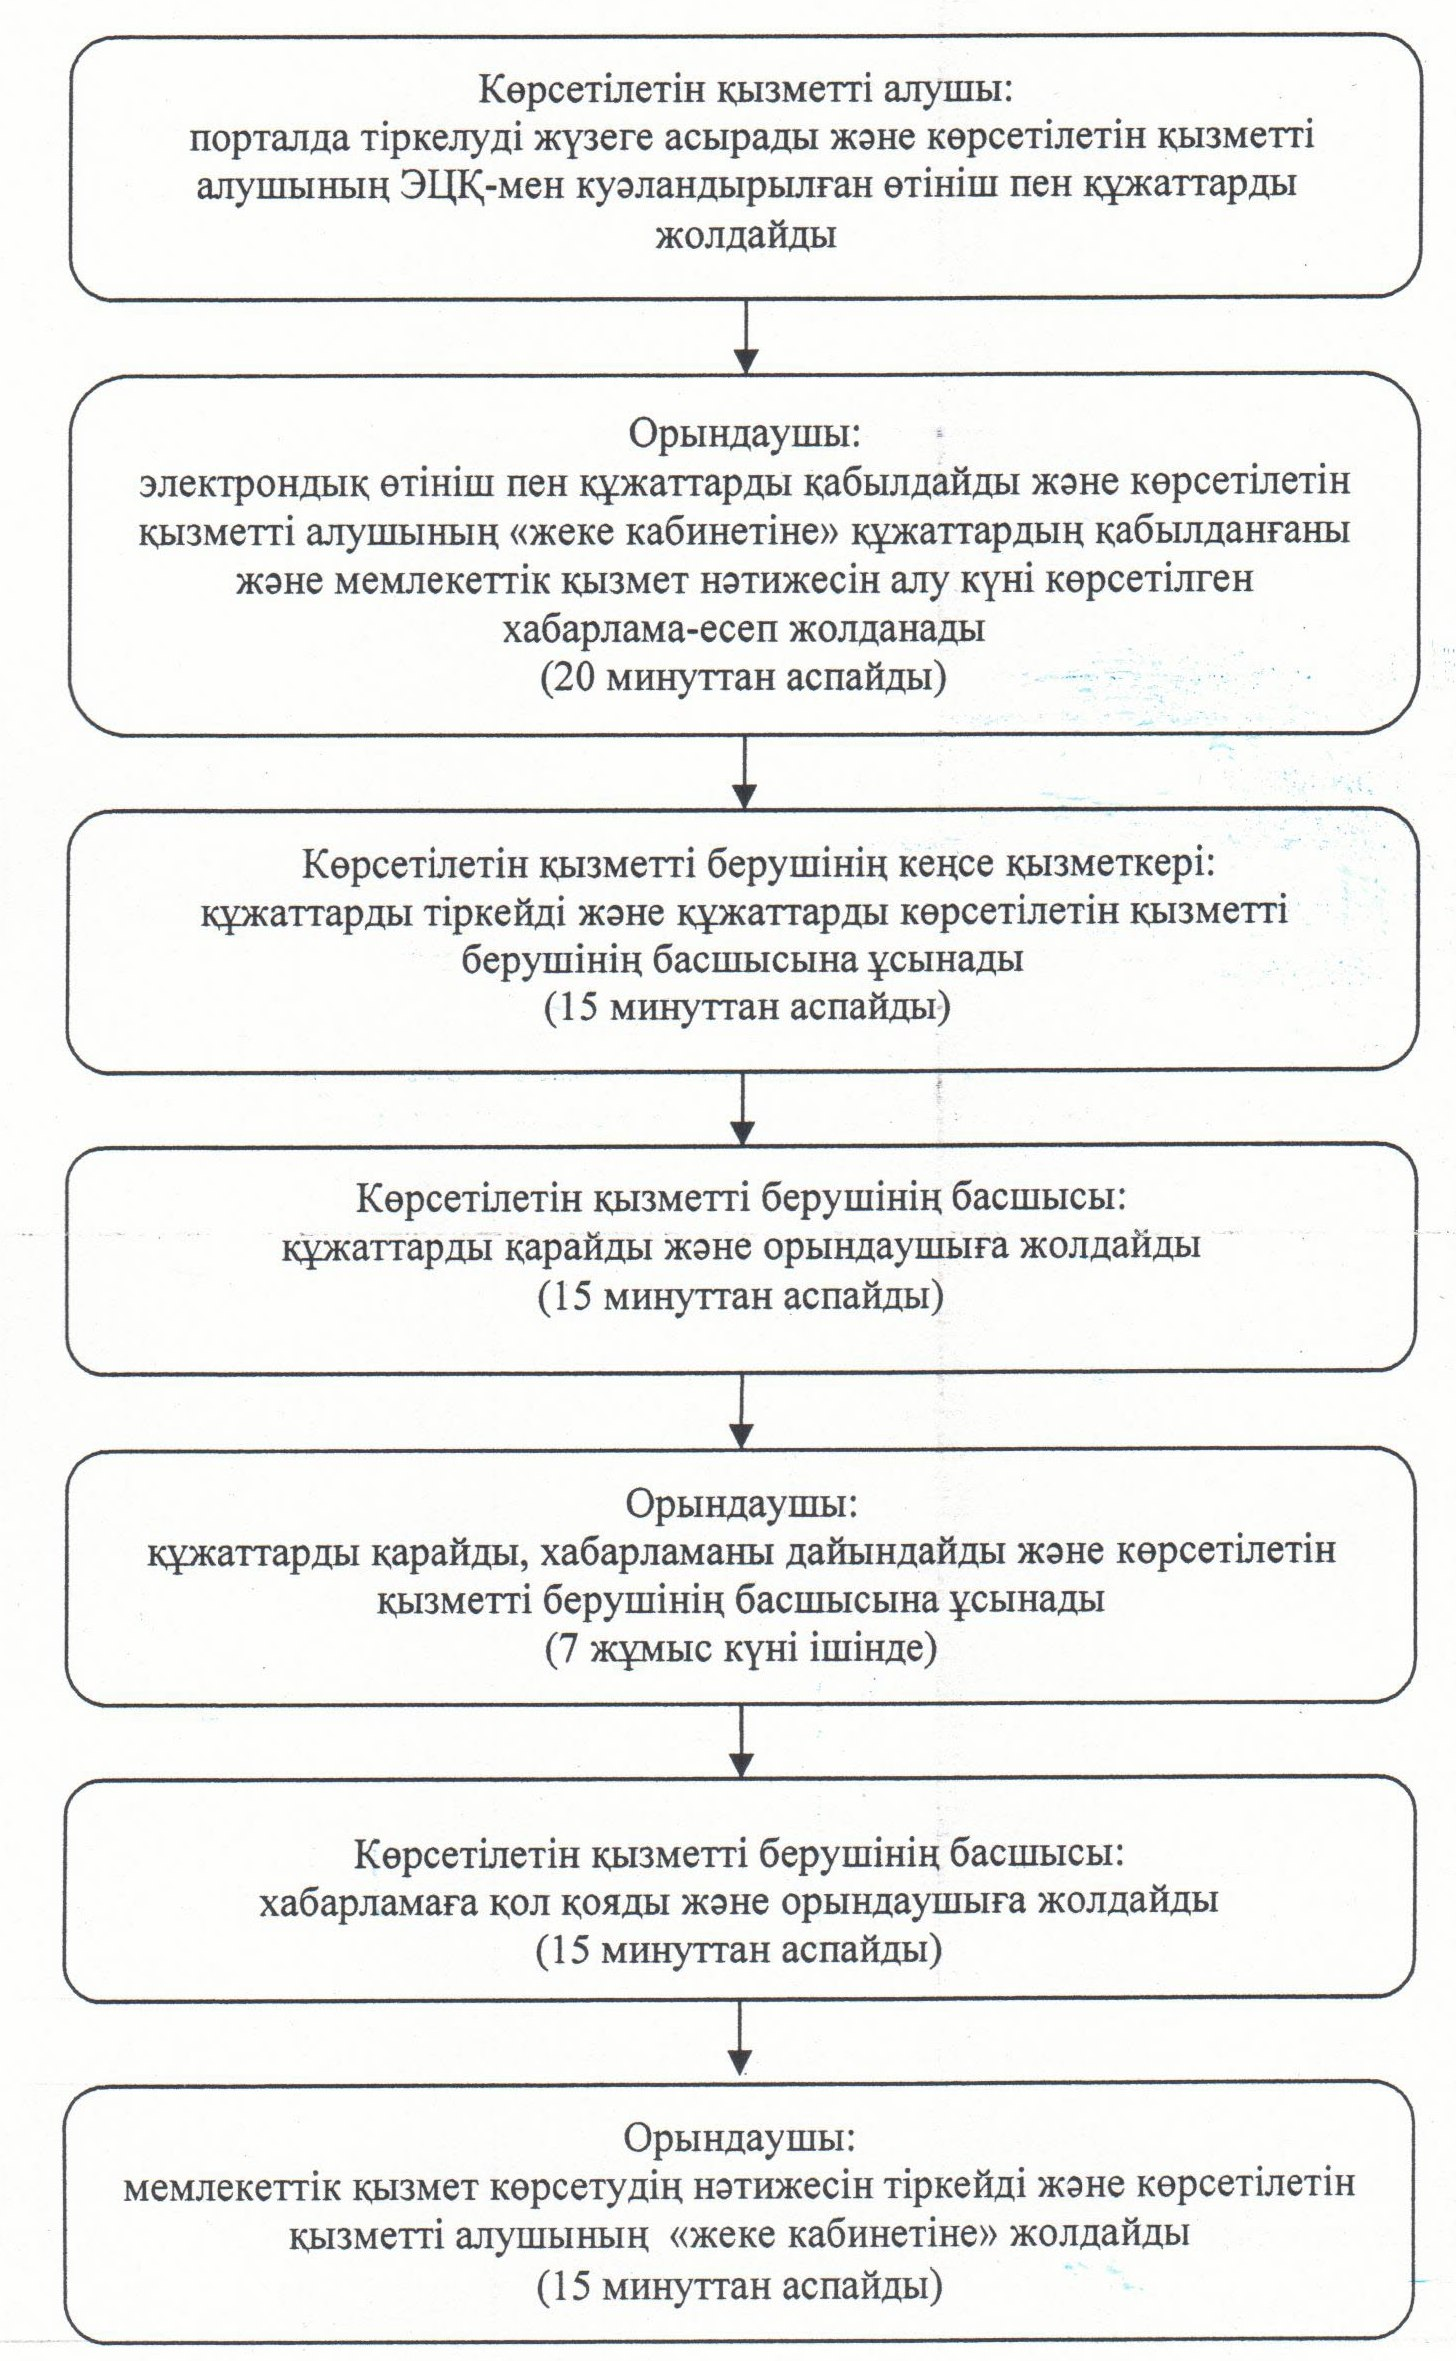 Көрсетілетін қызметті алушы:
порталда тіркелуді жүзеге асырады және көрсетілетін қызметті
алушының ЭЦҚ-мен куәландырылған өтініш пен құжаттарды
жолдайды
Орындаушы:
электрондық өтініш пен құжаттарды қабылдайды және көрсетілетін
қызметті алушының «жеке кабинетіне» құжаттардың қабылданғаны
және мемлекеттік қызмет нәтижесін алу күні көрсетілген
хабарлама-есеп жолданады
(20 минуттан аспайды)
Көрсетілетін қызметті берушінің кеңсе қызметкері:
құжаттарды тіркейді және құжаттарды көрсетілетін қызметті
берушінің басшысына ұсынады
(15 минуттан аспайды)
Көрсетілетін қызметті берушінің басшысы:
құжаттарды қарайды және орындаушыға жолдайды
(15 минуттан аспайды)
Орындаушы:
құжаттарды қарайды, хабарламаны дайындайды және көрсетілетін
қызметті берушінің басшысына ұсынады
(7 жұмыс күні ішінде)
Көрсетілетін қызметті берушінің басшысы:
хабарламаға қол қояды және орындаушыға жолдайды
(15 минуттан аспайды)
Орындаушы:
мемлекеттік қызмет көрсетудің нәтижесін тіркейді және көрсетілетін
қызметті алушының «жеке кабинетіне» жолдайды
(15 минуттан аспайды)